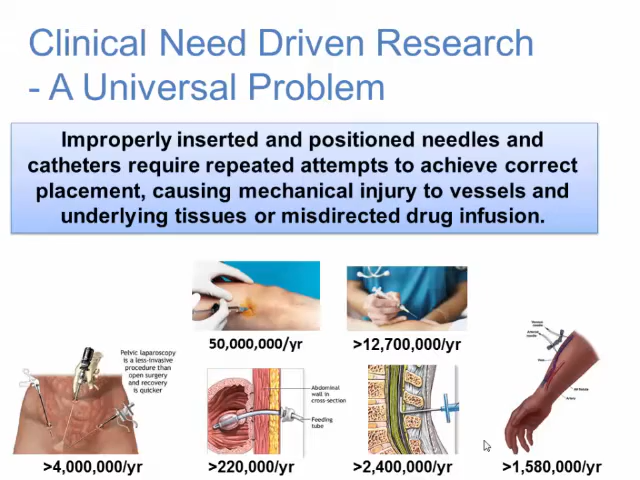 Clinical Need Driven Research
- A Universal Problem
Improperly inserted and positioned needles and
catheters require repeated attempts to achieve correct
placement, causing mechanical injury to vessels and
underlying tissues or misdirected drug infusion.
50,000,000/yr
>12,700,000/yr
Pelvic laparoscopy
is a less-invasive
procedure than
open surgery
and recovery
is quicker
Abdominal
wall in
cross-section
Feeding
tube
>4,000,000/yr
>220,000/yr
>2,400,000/yr
>1,580,000/yr